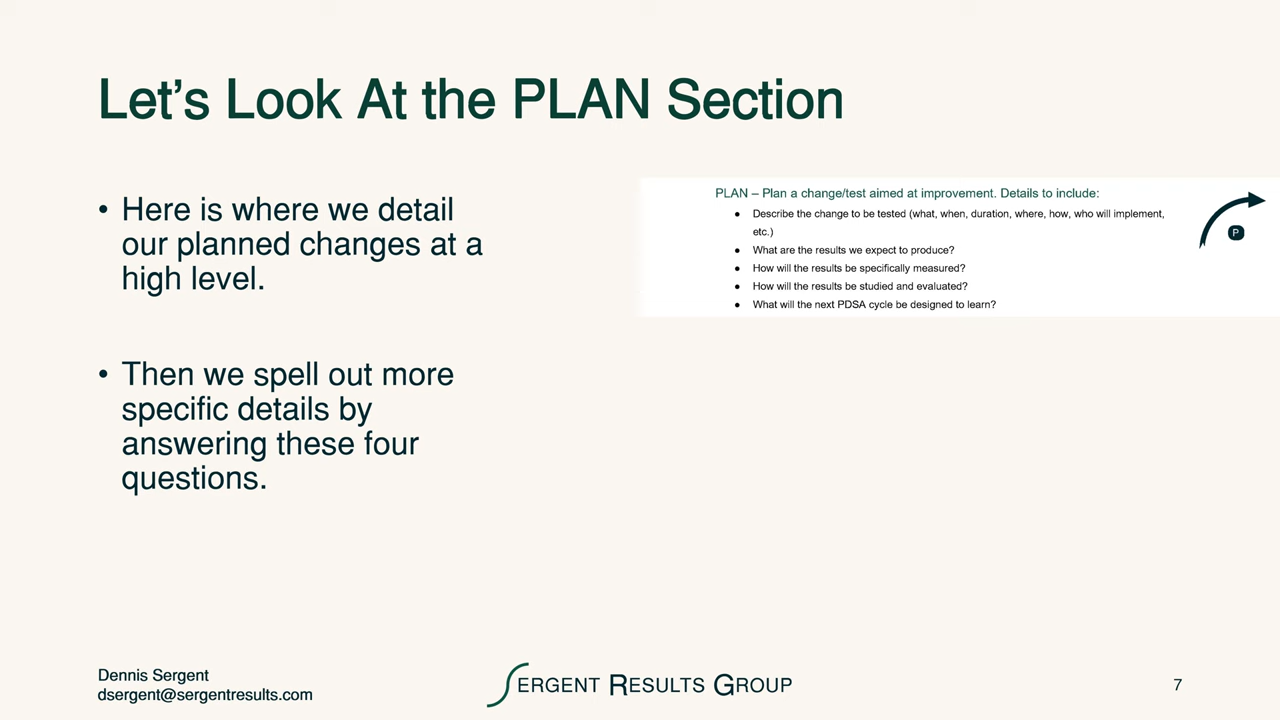 Let’s Look At the PLAN Section
• Here is where we detail
our planned changes at a
high level.
• Then we spell out more
specific details by
answering these four
questions.
PLAN – Plan a change/test aimed at improvement. Details to include:
● Describe the change to be tested (what, when, duration, where, how, who will implement,
etc.)
● What are the results we expect to produce?
● How will the results be specifically measured?
● How will the results be studied and evaluated?
● What will the next PDSA cycle be designed to learn?
P
Dennis Sergent
dsergent@sergentresults.com
SERGENT RESULTS GROUP
7